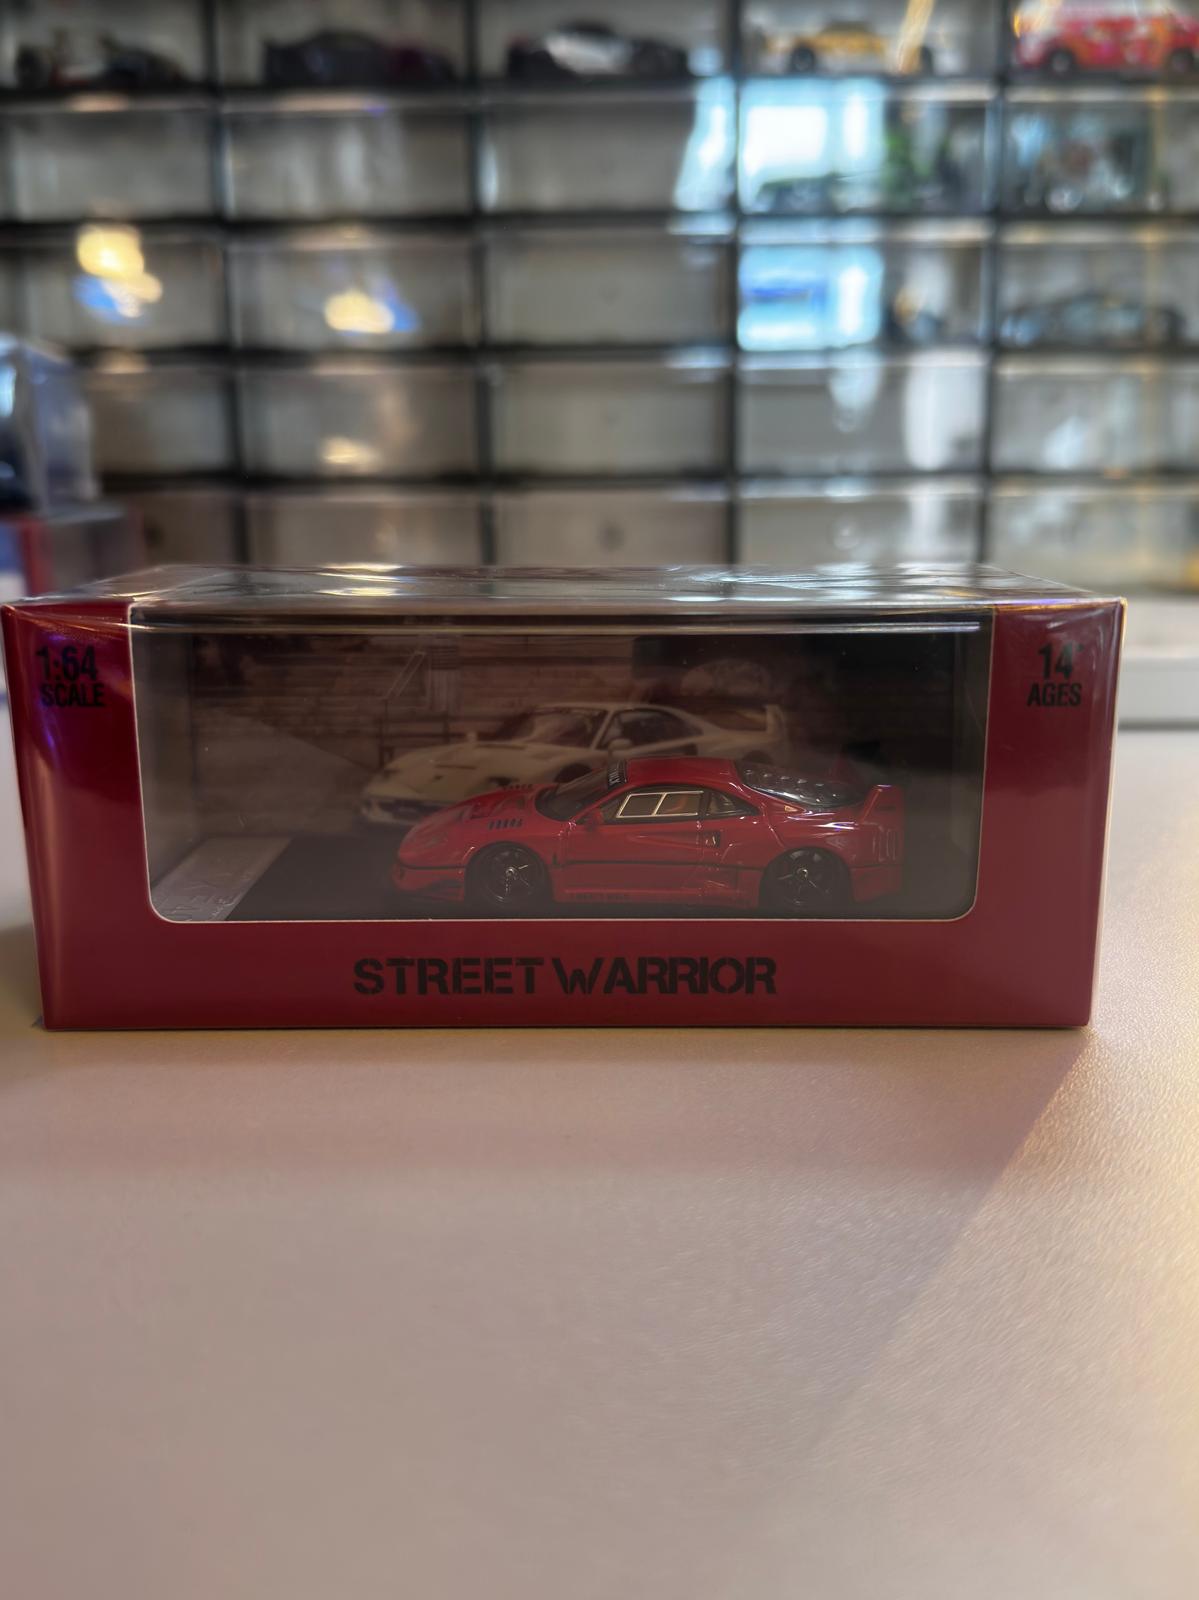 1:64
SCALE
14+
AGES
STREET WARRIOR